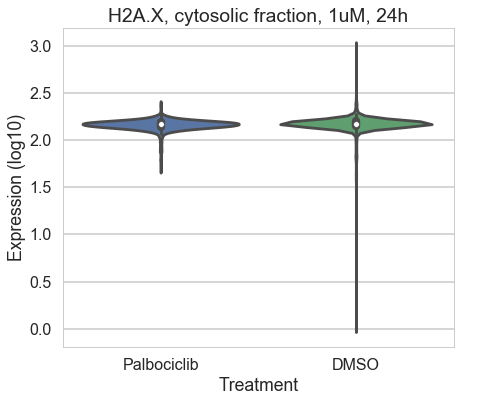 H2A.X, cytosolic fraction, 1uM, 24h
Expression (log10)
3.0
2.5
2.0
1.5
1.0
0.5
0.0
Palbociclib DMSO
Treatment